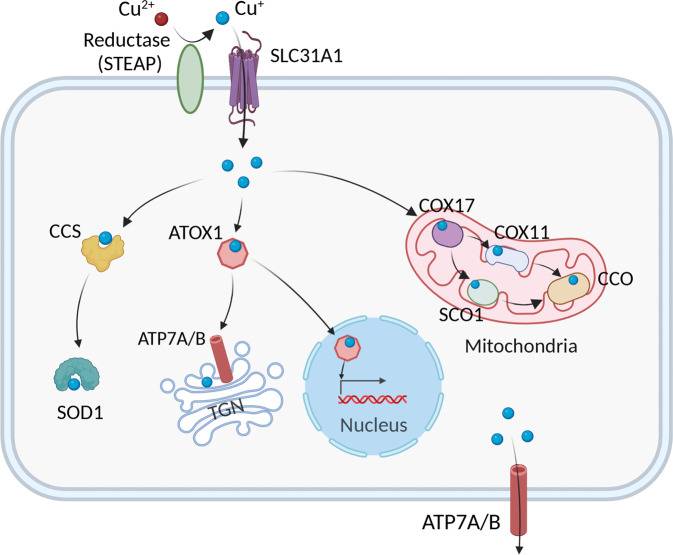 Cu²⁺
Cu⁺
Reductase
(STEAP)
SLC31A1
CCS
ATOX1
COX17
COX11
CCO
SCO1
Mitochondria
ATP7A/B
SOD1
TGN
Nucleus
ATP7A/B